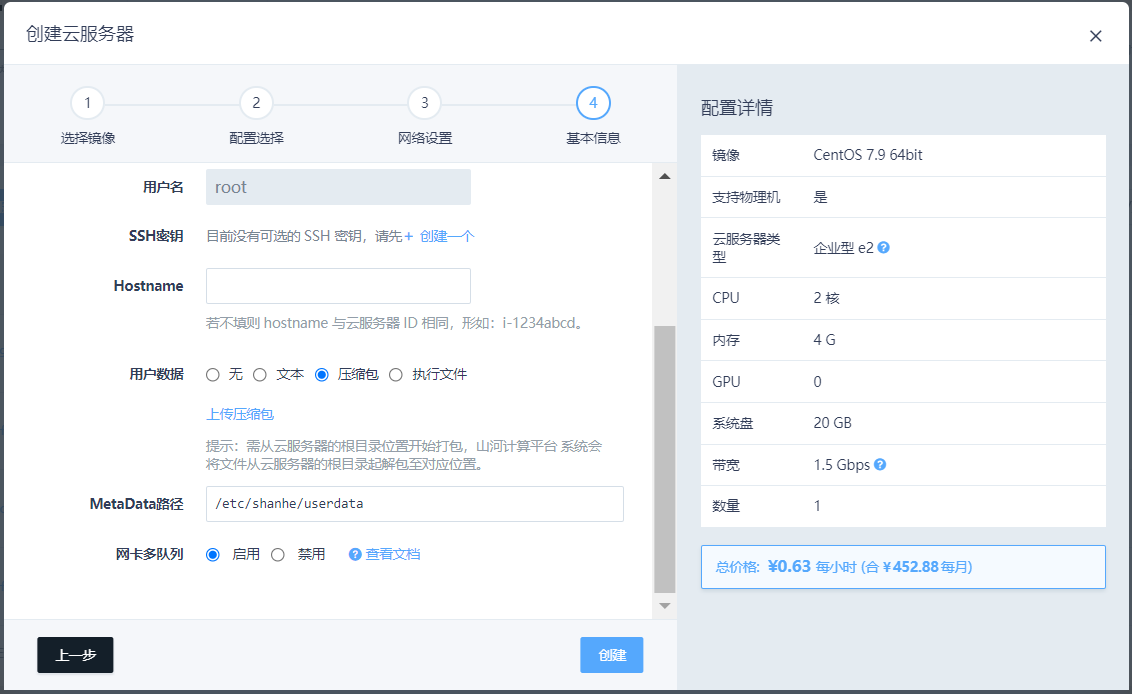 创建云服务器
1
2
3
4
选择镜像
配置选择
网络设置
基本信息
用户名
root
SSH密钥
目前没有可选的 SSH 密钥，请先+ 创建一个
Hostname
若不填则 hostname 与云服务器 ID 相同，形如：i-1234abcd。
用户数据
无 文本 压缩包 执行文件
上传压缩包
提示：需从云服务器的根目录位置开始打包，山河计算平台 系统会
将文件从云服务器的根目录起解包至对应位置。
MetaData路径
/etc/shanhe/userdata
网卡多队列
启用 禁用 ? 查看文档
上一步
创建
配置详情
镜像 CentOS 7.9 64bit
支持物理机 是
云服务器类
型
企业型 e2 ?
CPU 2 核
内存 4 G
GPU 0
系统盘 20 GB
带宽 1.5 Gbps ?
数量 1
总价格: ¥0.63 每小时 (合 ¥452.88 每月)